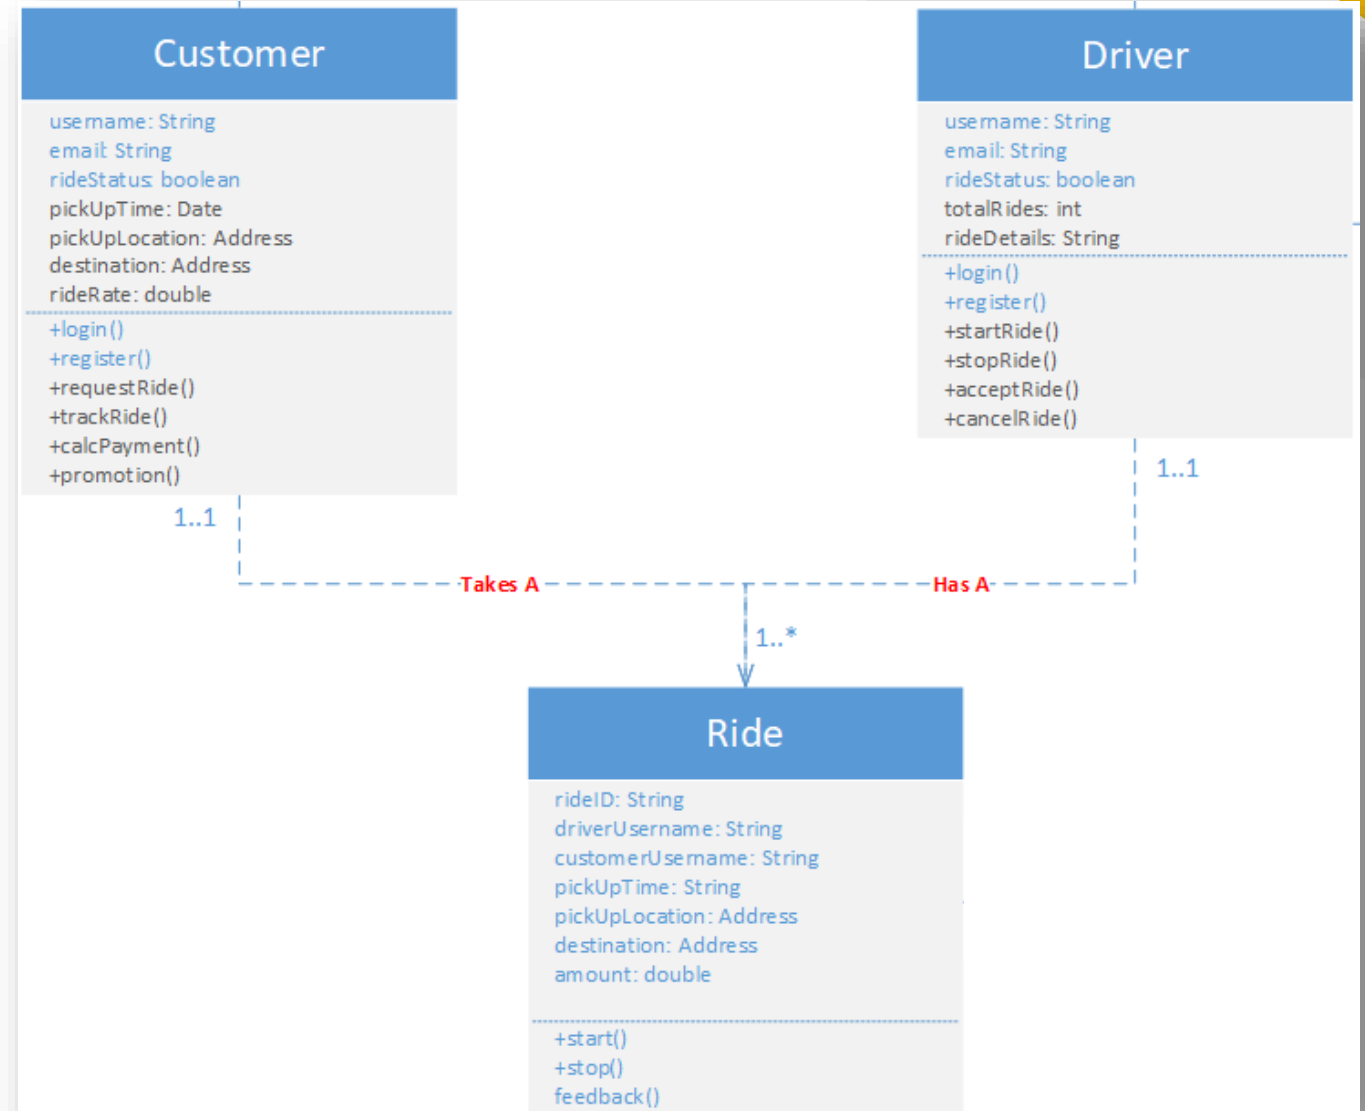 Customer
username: String
email: String
rideStatus: boolean
pickUpTime: Date
pickUpLocation: Address
destination: Address
rideRate: double
+login()
+register()
+requestRide()
+trackRide()
+calcPayment()
+promotion()
1..1
Driver
username: String
email: String
rideStatus: boolean
totalRides: int
rideDetails: String
+login()
+register()
+startRide()
+stopRide()
+acceptRide()
+cancelRide()
1..1
Takes A
Has A
1..*
Ride
rideID: String
driverUsername: String
customerUsername: String
pickUpTime: String
pickUpLocation: Address
destination: Address
amount: double
+start()
+stop()
feedback()